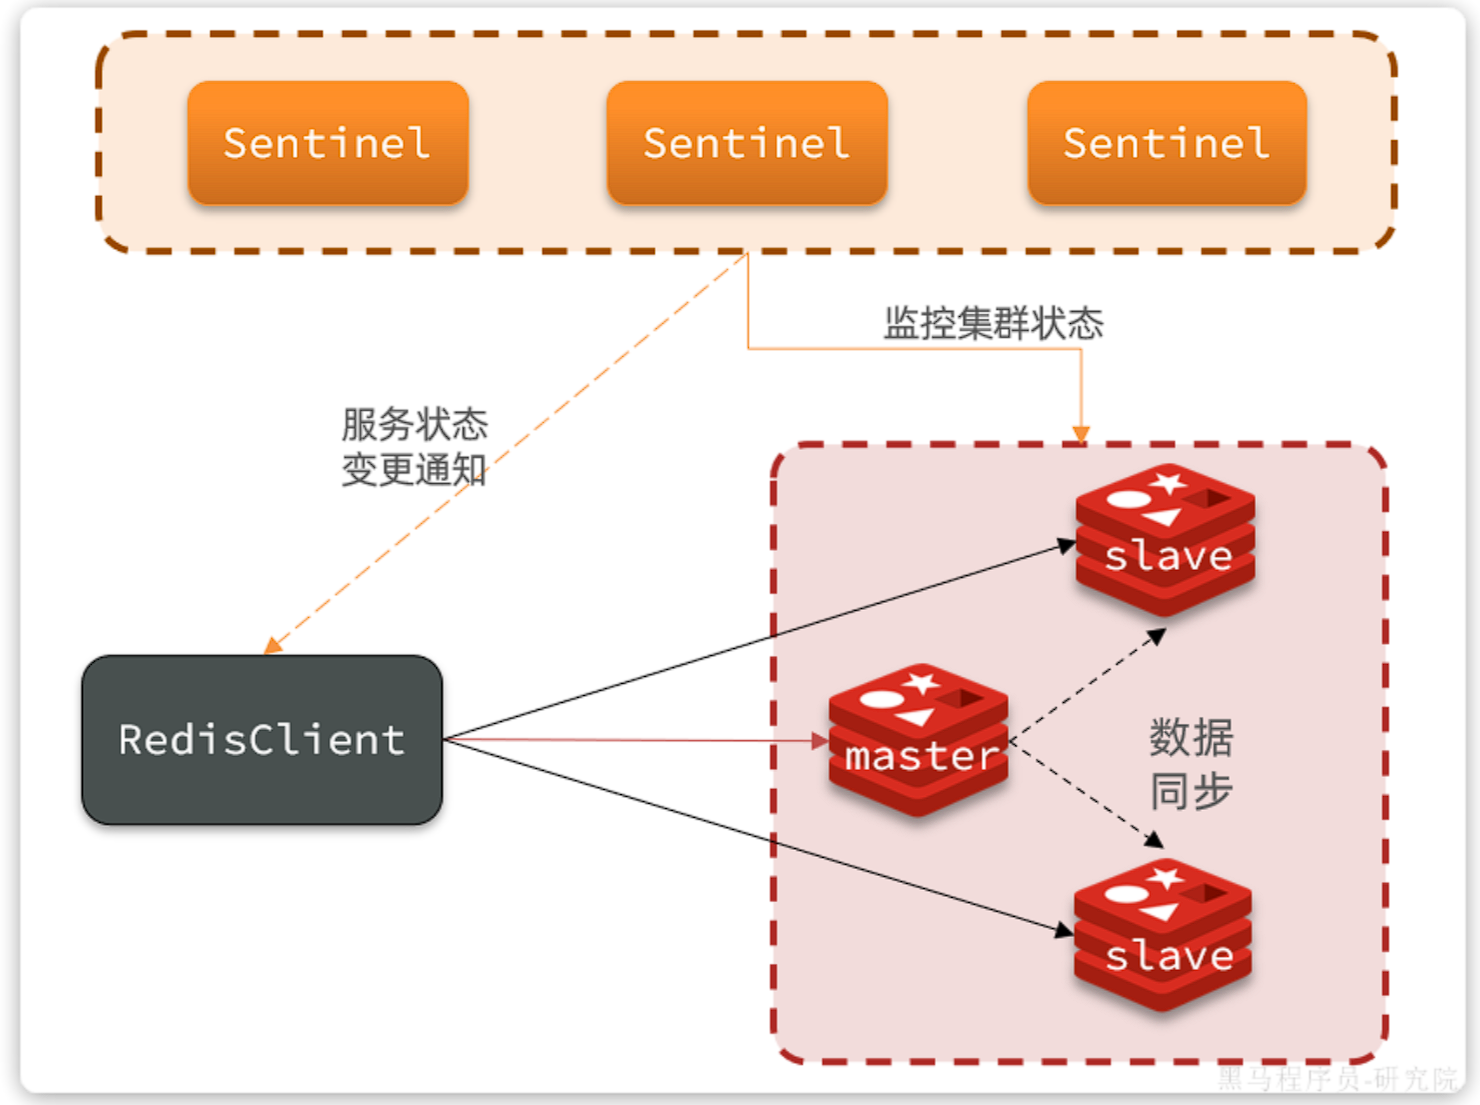 Sentinel
Sentinel
Sentinel
监控集群状态
服务状态
变更通知
slave
RedisClient
master
数据
同步
slave
黑马程序员-研究院